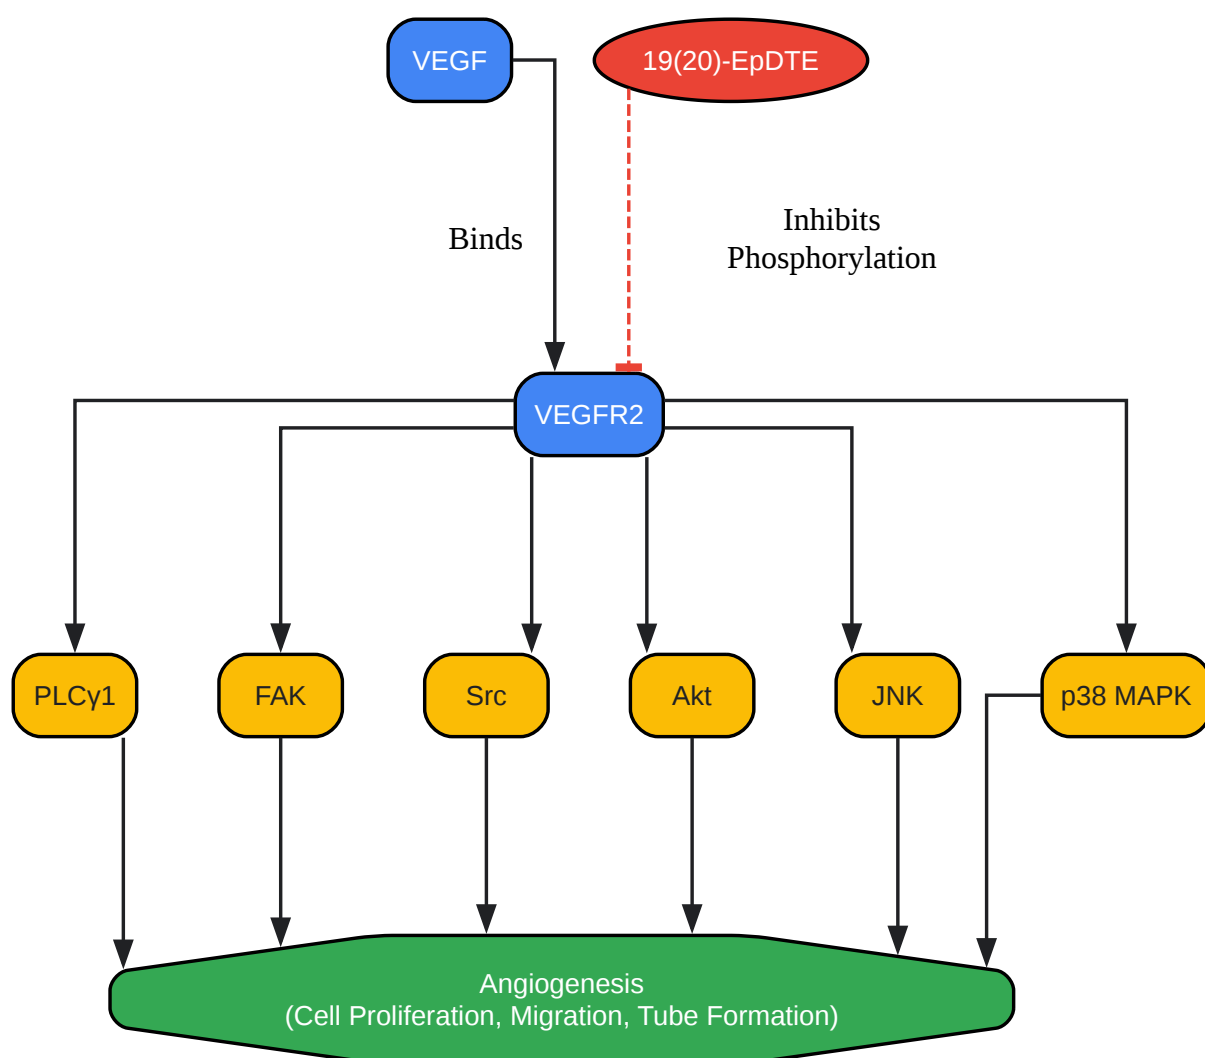 VEGF
19(20)-EpDTE
Binds
Inhibits
Phosphorylation
VEGFR2
PLCγ1
FAK
Src
Akt
JNK
p38 MAPK
Angiogenesis
(Cell Proliferation, Migration, Tube Formation)